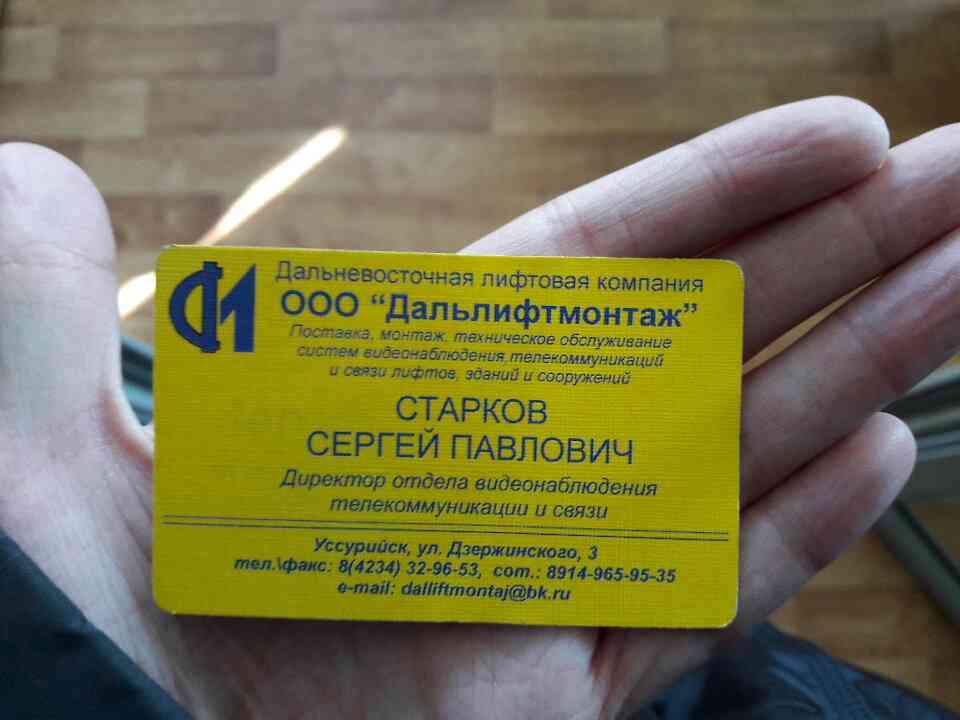 Дальневосточная лифтовая компания
ООО “Дальлифтмонтаж”
Поставка, монтаж, техническое обслуживание
систем видеонаблюдения, телекоммуникаций
и связи лифтов, зданий и сооружений
СТАРКОВ
СЕРГЕЙ ПАВЛОВИЧ
Директор отдела видеонаблюдения
телекоммуникации и связи
Уссурийск, ул. Дзержинского, 3
тел.\факс: 8(4234) 32-96-53, сот.: 8914-965-95-35
e-mail: dalliftmontaj@bk.ru